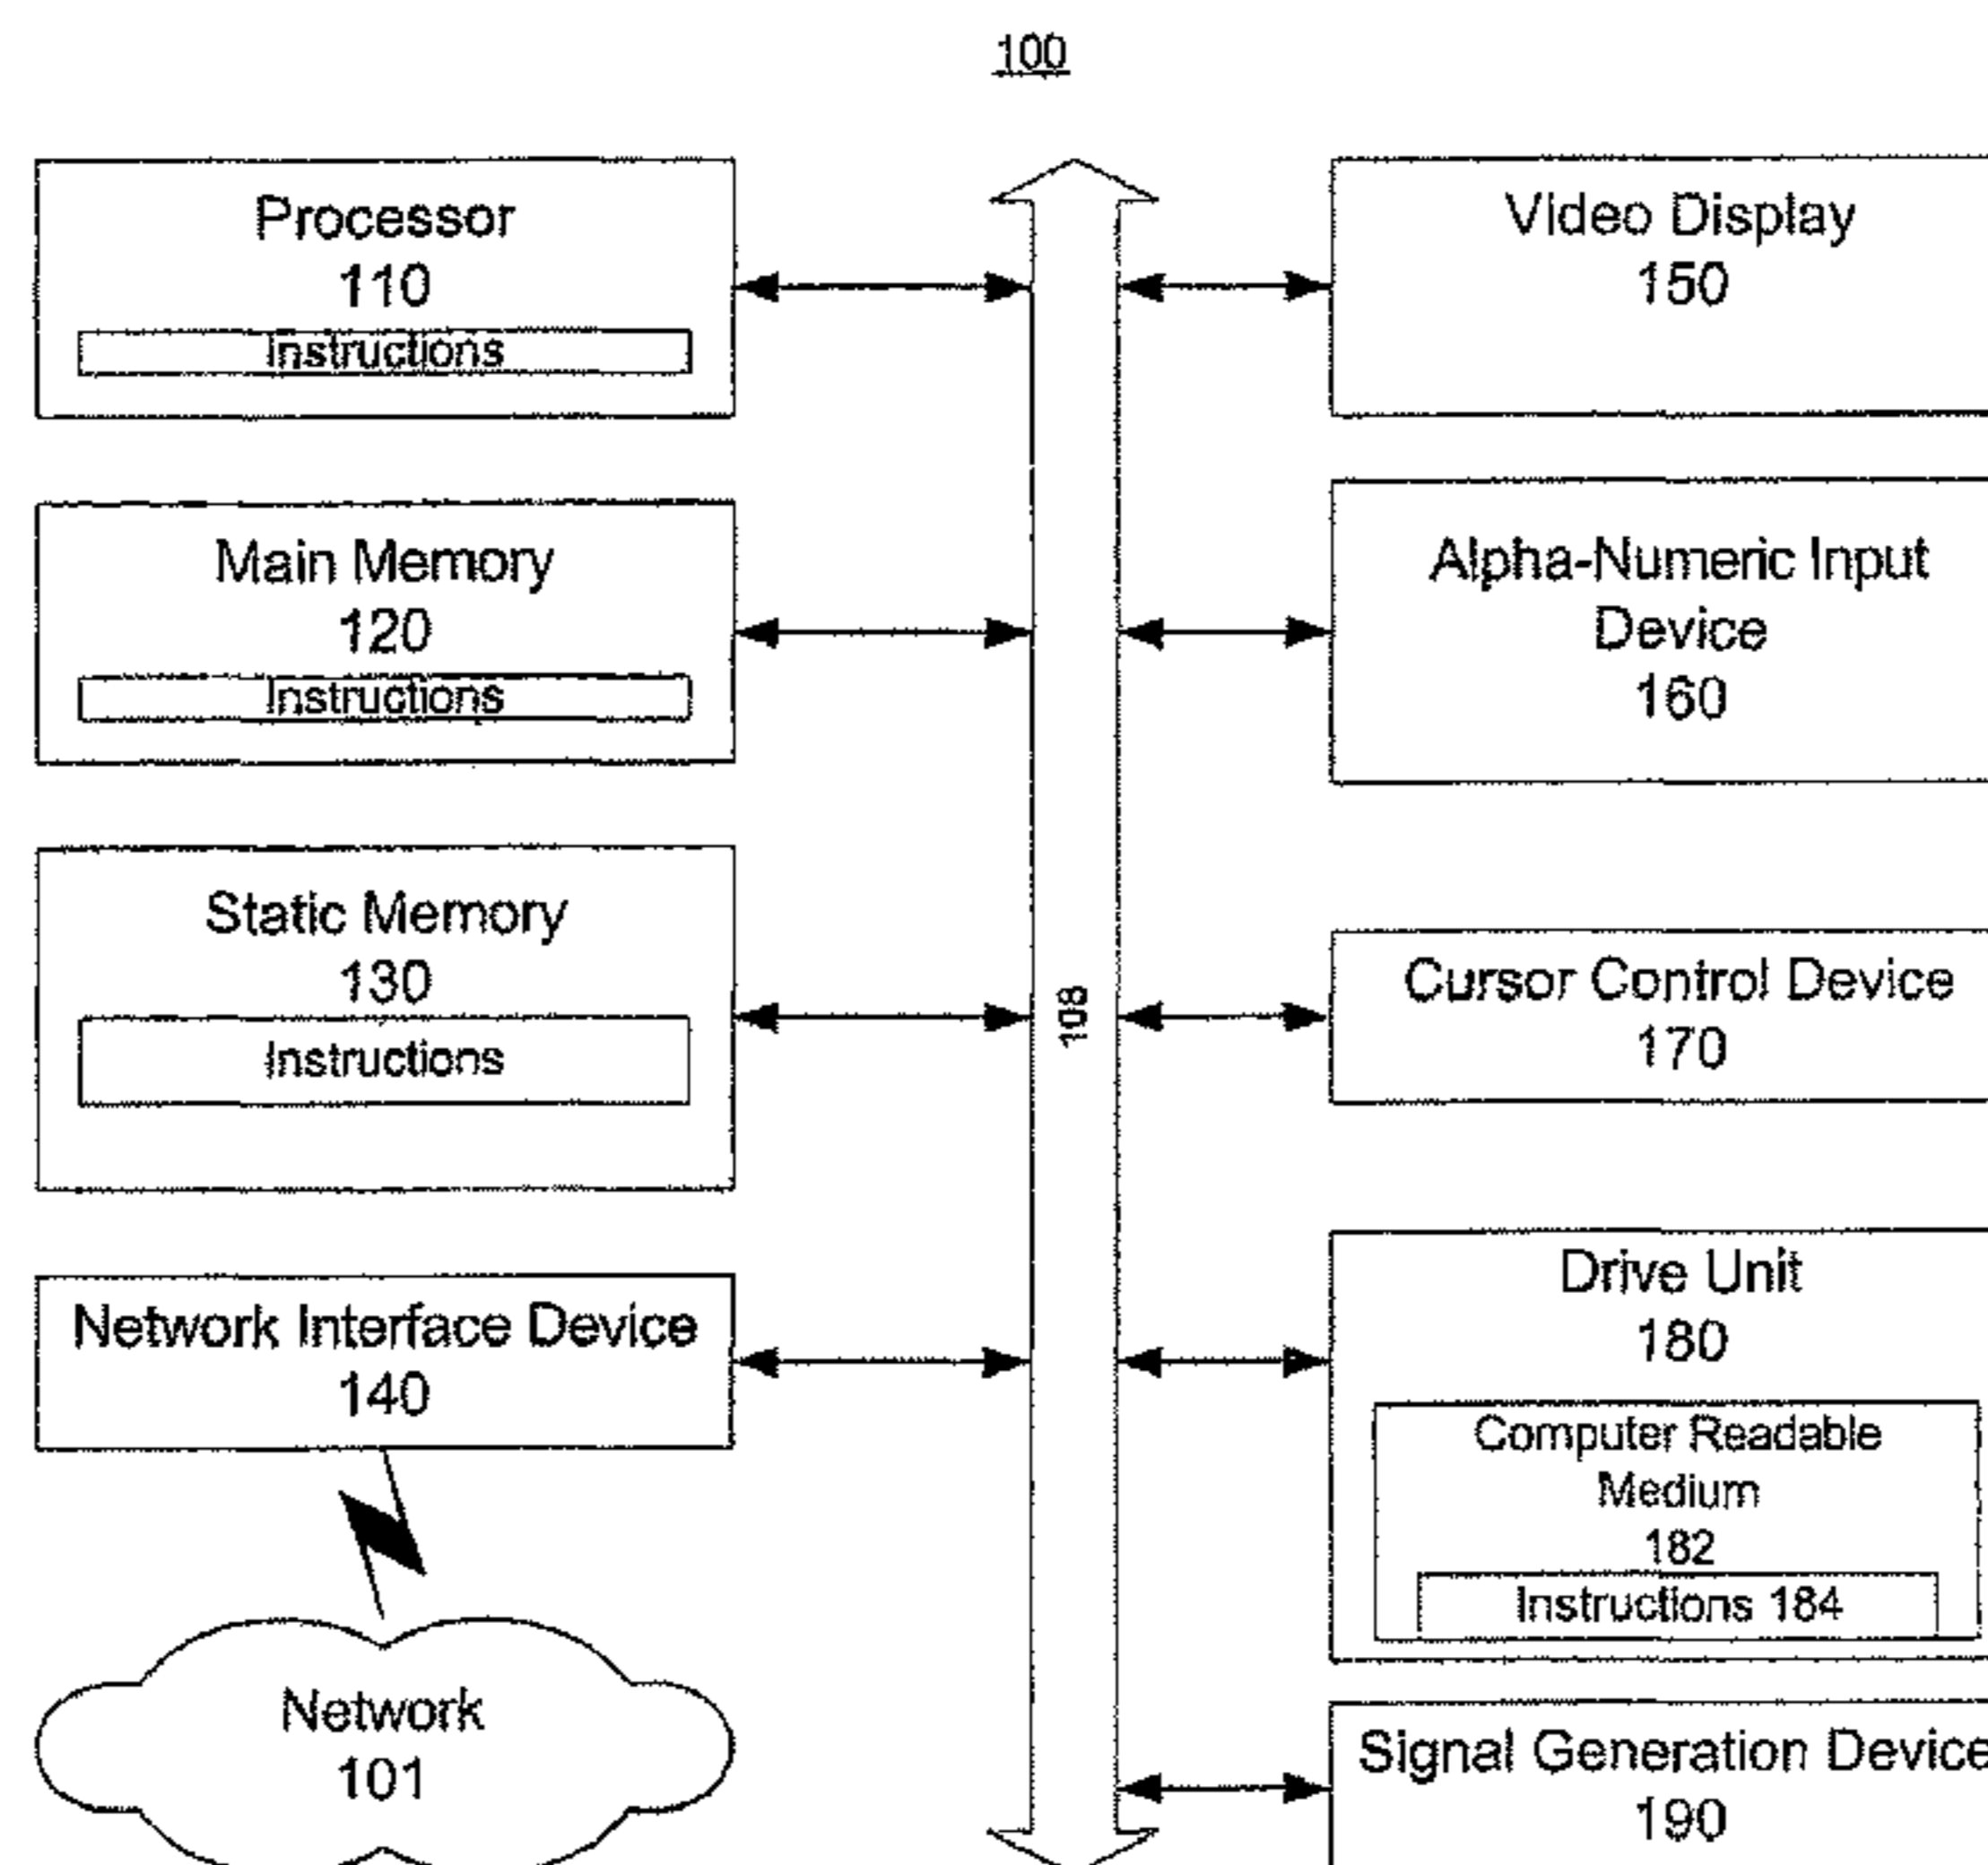 100
Processor
110
Instructions
Main Memory
120
Instructions
Static Memory
130
Instructions
Network Interface Device
140
Network
101
108
Video Display
150
Alpha-Numeric Input
Device
160
Cursor Control Device
170
Drive Unit
180
Computer Readable
Medium
182
Instructions 184
Signal Generation Device
190